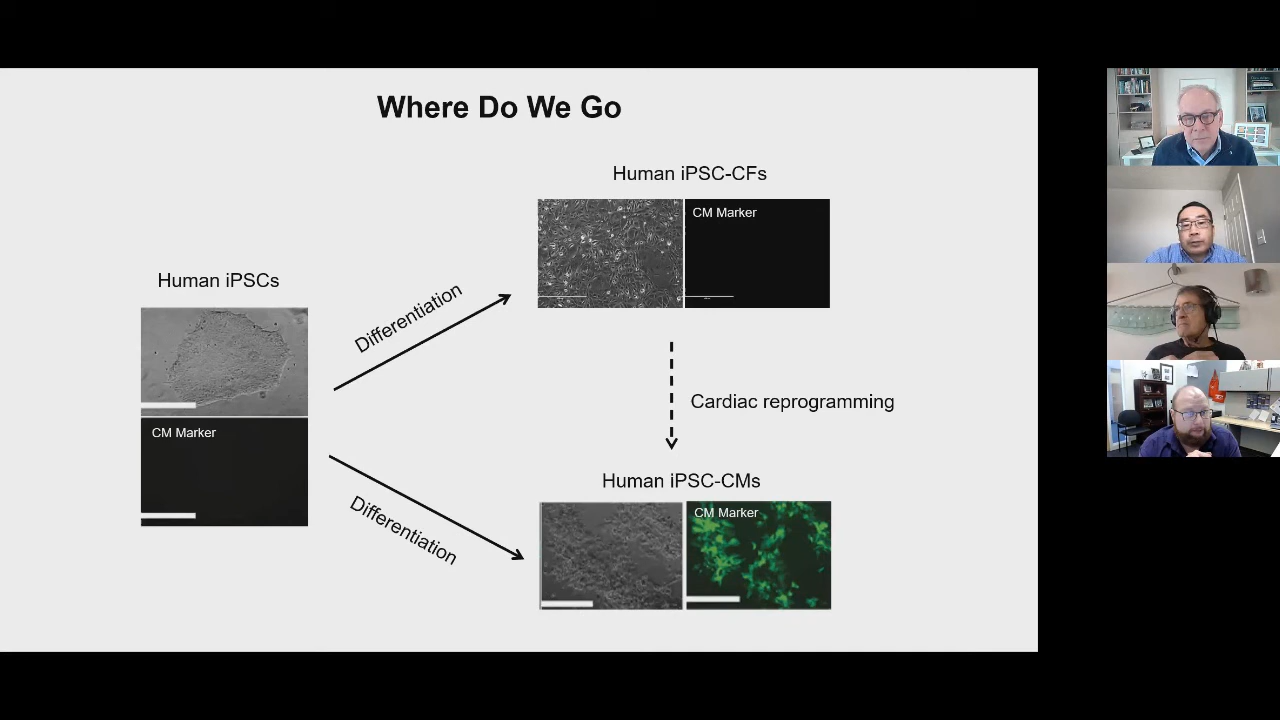 Where Do We Go
Human iPSC-CFs
CM Marker
Human iPSCs
Differentiation
CM Marker
Cardiac reprogramming
Human iPSC-CMs
Differentiation
CM Marker